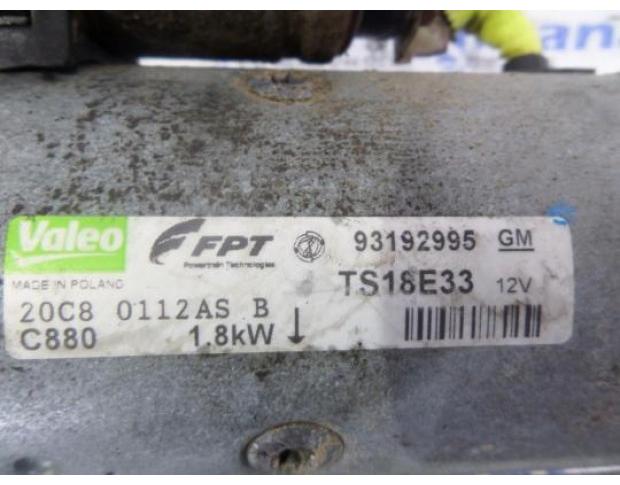 Valeo FPT 93192995 GM
Powertrain Technologies
MADE IN POLAND TS18E33 12V
20C8 0112AS B
C880 1.8kW